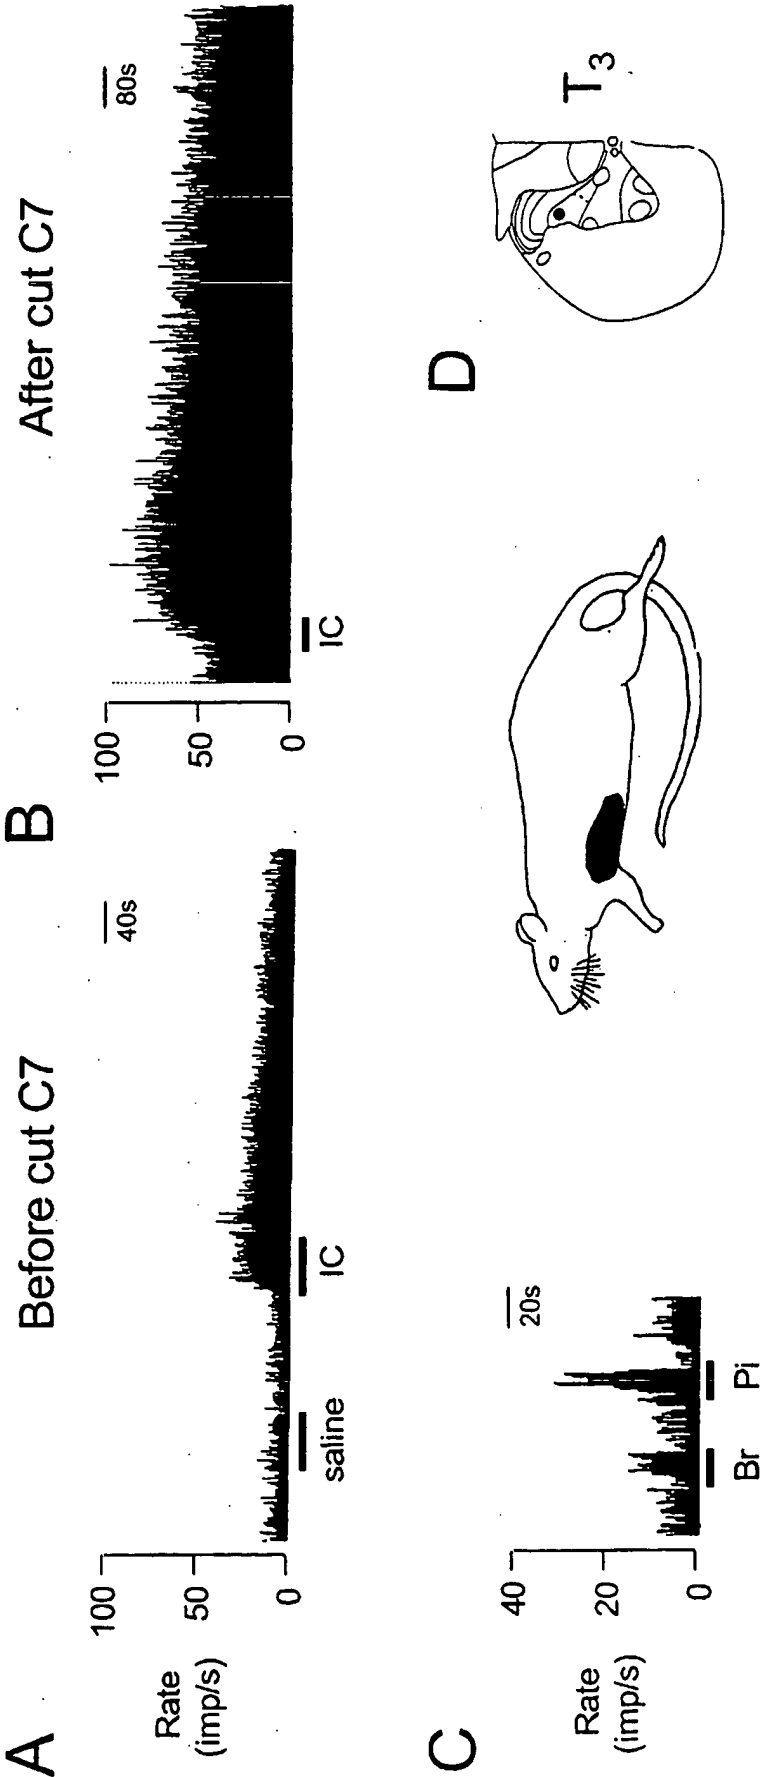 A
Before cut C7
Rate
(imp/s)
100
50
0
saline
IC
40s
B
After cut C7
100
50
0
IC
80s
C
Rate
(imp/s)
40
20
0
Br
Pi
20s
D
T3